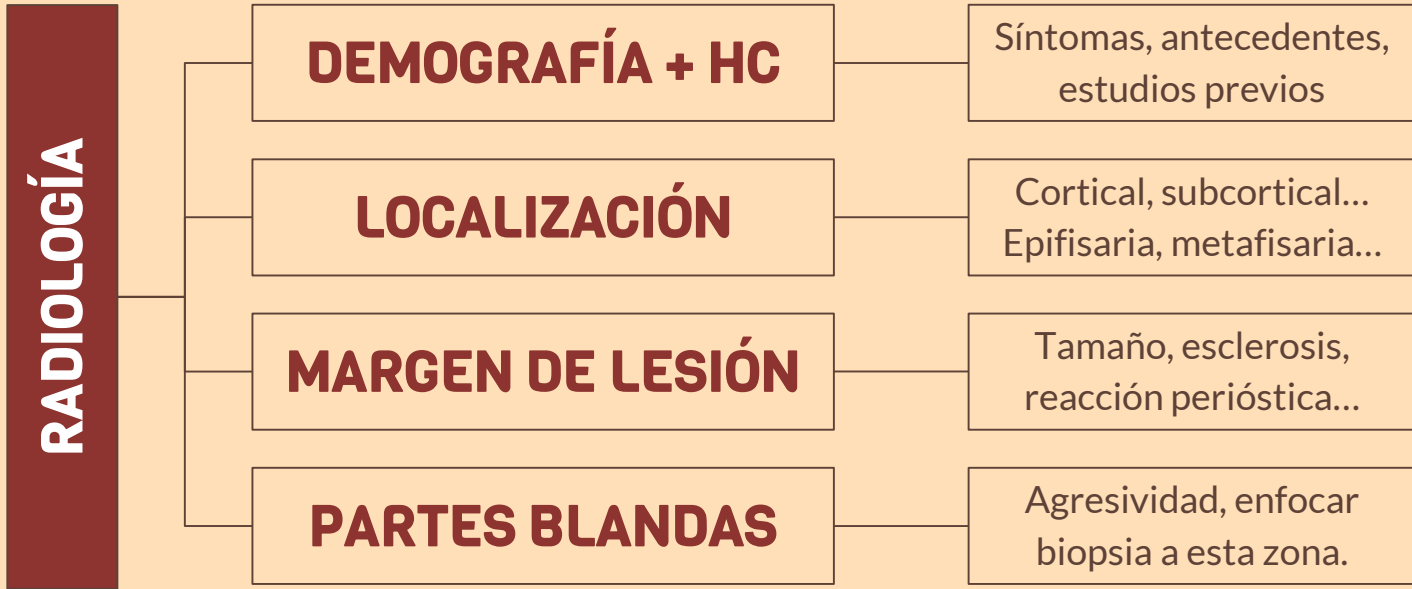 RADIOLOGÍA
DEMOGRAFÍA + HC
Síntomas, antecedentes,
estudios previos
LOCALIZACIÓN
Cortical, subcortical...
Epifisaria, metafisaria...
MARGEN DE LESIÓN
Tamaño, esclerosis,
reacción perióstica...
PARTES BLANDAS
Agresividad, enfocar
biopsia a esta zona.